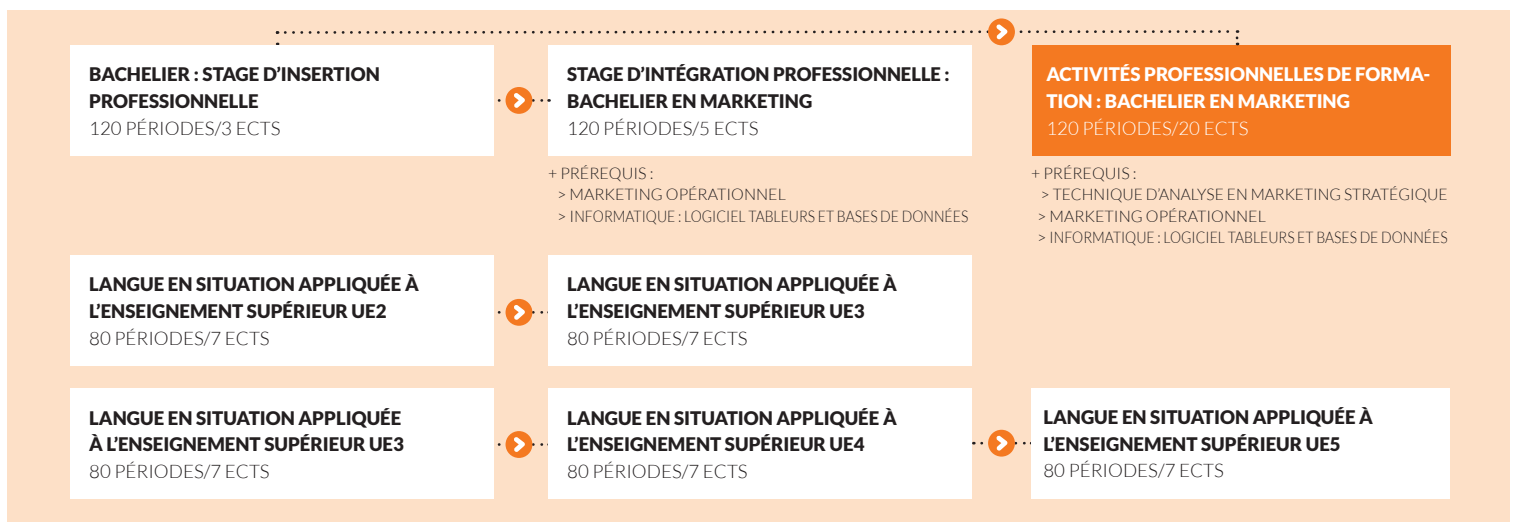 BACHELIER : STAGE D'INSERTION
PROFESSIONNELLE
120 PÉRIODES/3 ECTS
STAGE D'INTÉGRATION PROFESSIONNELLE :
BACHELIER EN MARKETING
120 PÉRIODES/5 ECTS
+ PRÉREQUIS :
> MARKETING OPÉRATIONNEL
> INFORMATIQUE : LOGICIEL TABLEURS ET BASES DE DONNÉES
ACTIVITÉS PROFESSIONNELLES DE FORMA-
TION : BACHELIER EN MARKETING
120 PÉRIODES/20 ECTS
+ PRÉREQUIS :
> TECHNIQUE D'ANALYSE EN MARKETING STRATÉGIQUE
> MARKETING OPÉRATIONNEL
> INFORMATIQUE : LOGICIEL TABLEURS ET BASES DE DONNÉES
LANGUE EN SITUATION APPLIQUÉE À
L'ENSEIGNEMENT SUPÉRIEUR UE2
80 PÉRIODES/7 ECTS
LANGUE EN SITUATION APPLIQUÉE À
L'ENSEIGNEMENT SUPÉRIEUR UE3
80 PÉRIODES/7 ECTS
LANGUE EN SITUATION APPLIQUÉE
À L'ENSEIGNEMENT SUPÉRIEUR UE3
80 PÉRIODES/7 ECTS
LANGUE EN SITUATION APPLIQUÉE À
L'ENSEIGNEMENT SUPÉRIEUR UE4
80 PÉRIODES/7 ECTS
LANGUE EN SITUATION APPLIQUÉE À
L'ENSEIGNEMENT SUPÉRIEUR UE5
80 PÉRIODES/7 ECTS